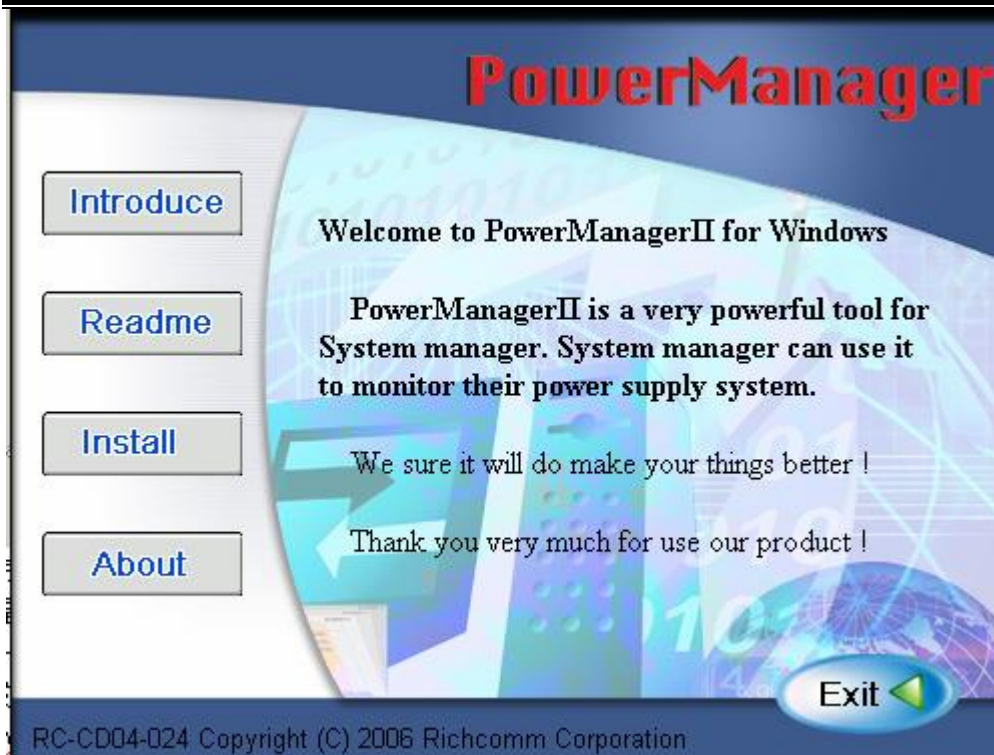 PowerManager
Introduce
Readme
Install
About
Welcome to PowerManagerII for Windows
PowerManagerII is a very powerful tool for
System manager. System manager can use it
to monitor their power supply system.
We sure it will do make your things better !
Thank you very much for use our product !
Exit
RC-CD04-024 Copyright (C) 2006 Richcomm Corporation